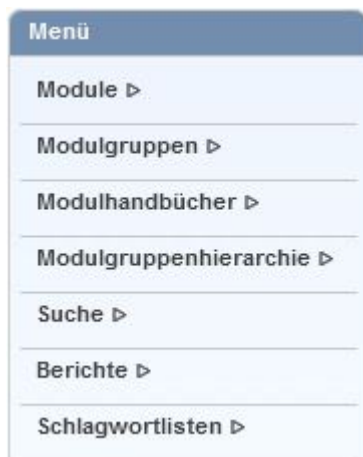 Menü
Module
Modulgruppen
Modulhandbücher
Modulgruppenhierarchie
Suche
Berichte
Schlagwortlisten